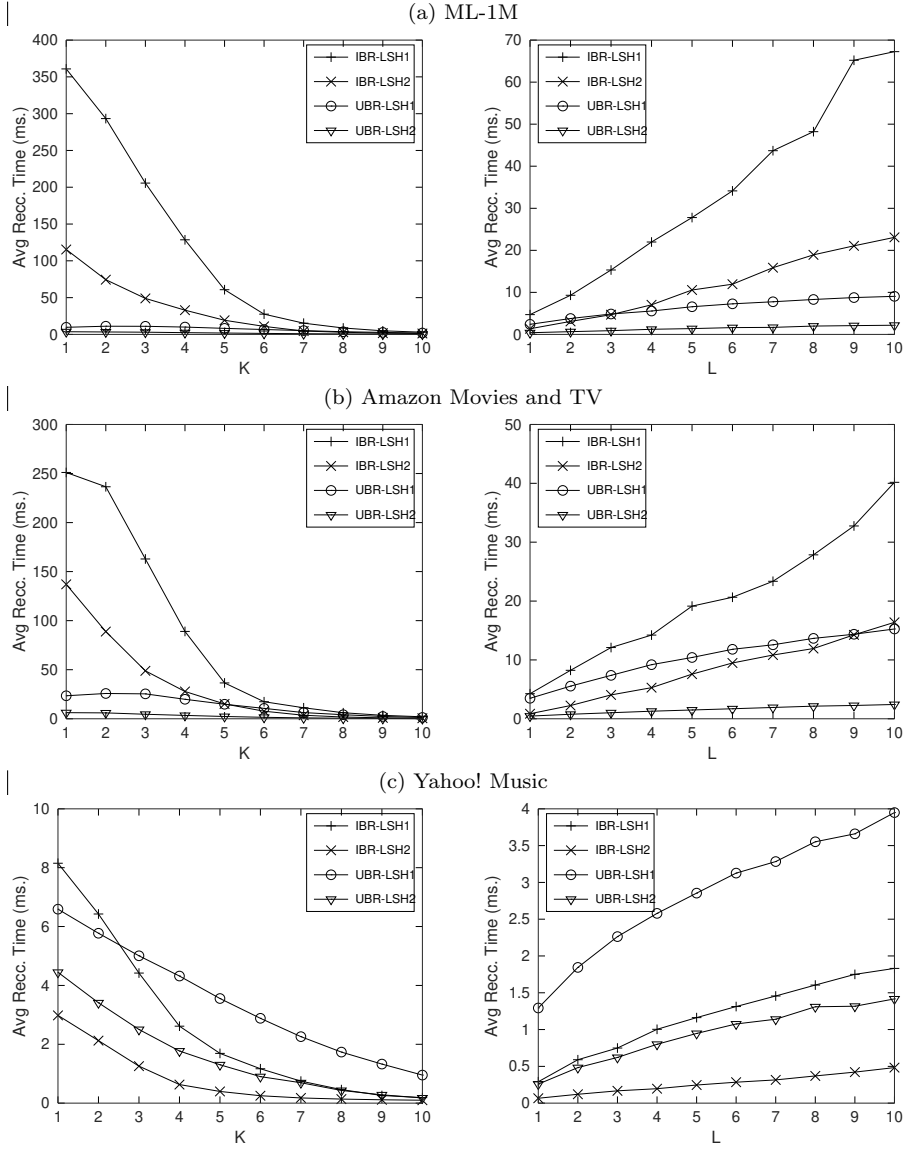 (a) ML-1M
Avg Recc. Time (ms.)
400
350
300
250
200
150
100
50
0
1 2 3 4 5 6 7 8 9 10
K
IBR-LSH1
IBR-LSH2
UBR-LSH1
UBR-LSH2
Avg Recc. Time (ms.)
70
60
50
40
30
20
10
0
1 2 3 4 5 6 7 8 9 10
L
IBR-LSH1
IBR-LSH2
UBR-LSH1
UBR-LSH2
(b) Amazon Movies and TV
Avg Recc. Time (ms.)
300
250
200
150
100
50
0
1 2 3 4 5 6 7 8 9 10
K
IBR-LSH1
IBR-LSH2
UBR-LSH1
UBR-LSH2
Avg Recc. Time (ms.)
50
40
30
20
10
0
1 2 3 4 5 6 7 8 9 10
L
IBR-LSH1
IBR-LSH2
UBR-LSH1
UBR-LSH2
(c) Yahoo! Music
Avg Recc. Time (ms.)
10
8
6
4
2
0
1 2 3 4 5 6 7 8 9 10
K
IBR-LSH1
IBR-LSH2
UBR-LSH1
UBR-LSH2
Avg Recc. Time (ms.)
4
3.5
3
2.5
2
1.5
1
0.5
0
1 2 3 4 5 6 7 8 9 10
L
IBR-LSH1
IBR-LSH2
UBR-LSH1
UBR-LSH2